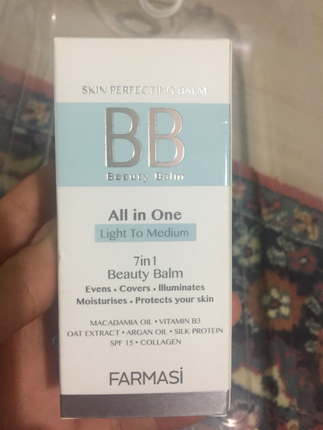 SKIN PERFECTING BALM
BB
Beauty Balm
All in One
Light To Medium
7in1
Beauty Balm
Evens • Covers • Illuminates
Moisturises • Protects your skin
MACADAMIA OIL • VITAMIN B3
OAT EXTRACT • ARGAN OIL • SILK PROTEIN
SPF 15 • COLLAGEN
FARMASİ